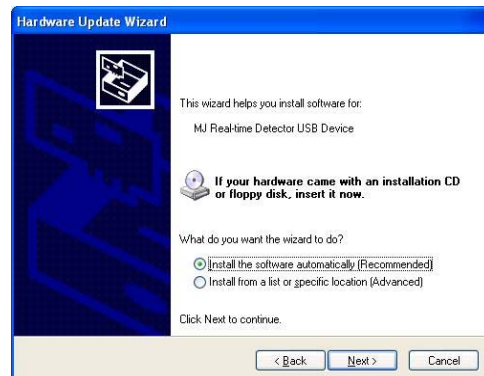 Hardware Update Wizard
This wizard helps you install software for:
MJ Real-time Detector USB Device
If your hardware came with an installation CD
or floppy disk, insert it now.
What do you want the wizard to do?
Install the software automatically (Recommended)
Install from a list or specific location (Advanced)
Click Next to continue.
< Back
Next >
Cancel